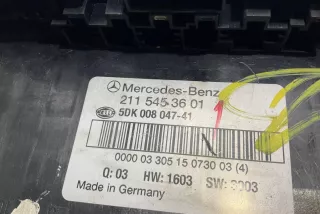 Mercedes-Benz
211 545 36 01
5DK 008 047-41
0000 03 305 15 0730 03 (4)
Q: 03 HW: 1603 SW:
Made in Germany